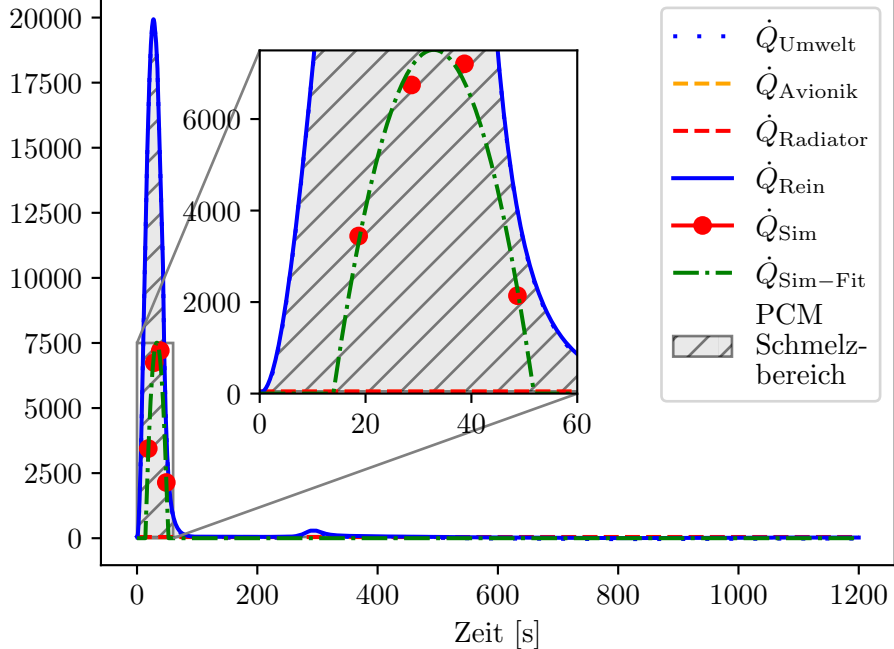 20000
17500
15000
12500
10000
7500
5000
2500
0
0 200 400 600 800 1000 1200
Zeit [s]
6000
4000
2000
0
0 20 40 60
Q̇Umwelt
Q̇Avionik
Q̇Radiator
Q̇Rein
Q̇Sim
Q̇Sim−Fit
PCM
Schmelz-
bereich